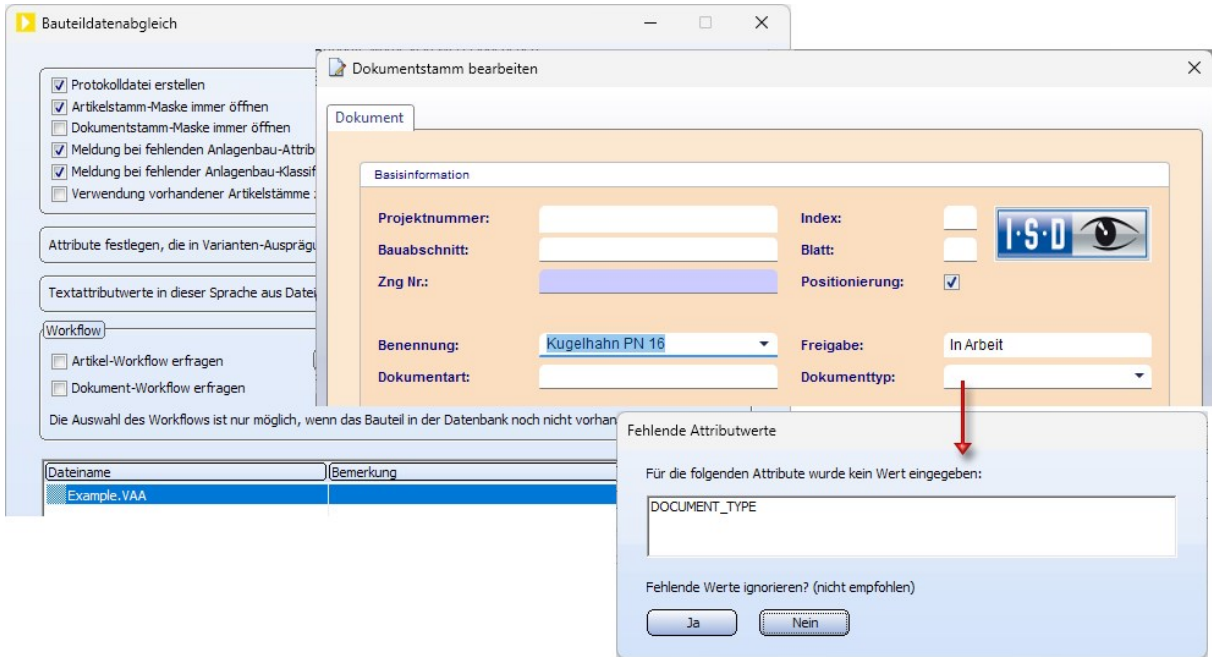 Bauteildatenabgleich
Protokolldatei erstellen
Artikelstamm-Maske immer öffnen
Dokumentstamm-Maske immer öffnen
Meldung bei fehlenden Anlagenbau-Attrib
Meldung bei fehlender Anlagenbau-Klassif
Verwendung vorhandener Artikelstämme
Attribute festlegen, die in Varianten-Ausprägu
Textattributwerte in dieser Sprache aus Datei
Workflow
Artikel-Workflow erfragen
Dokument-Workflow erfragen
Die Auswahl des Workflows ist nur möglich, wenn das Bauteil in der Datenbank noch nicht vorhan
Dateiname Bemerkung
Example.VAA
Dokumentstamm bearbeiten
Dokument
Basisinformation
Projektnummer: Index:
I·S·D
Bauabschnitt: Blatt:
Zng Nr.: Positionierung:
Benennung: Kugelhahn PN 16 Freigabe: In Arbeit
Dokumentart: Dokumenttyp:
Fehlende Attributwerte
Für die folgenden Attribute wurde kein Wert eingegeben:
DOCUMENT_TYPE
Fehlende Werte ignorieren? (nicht empfohlen)
Ja Nein